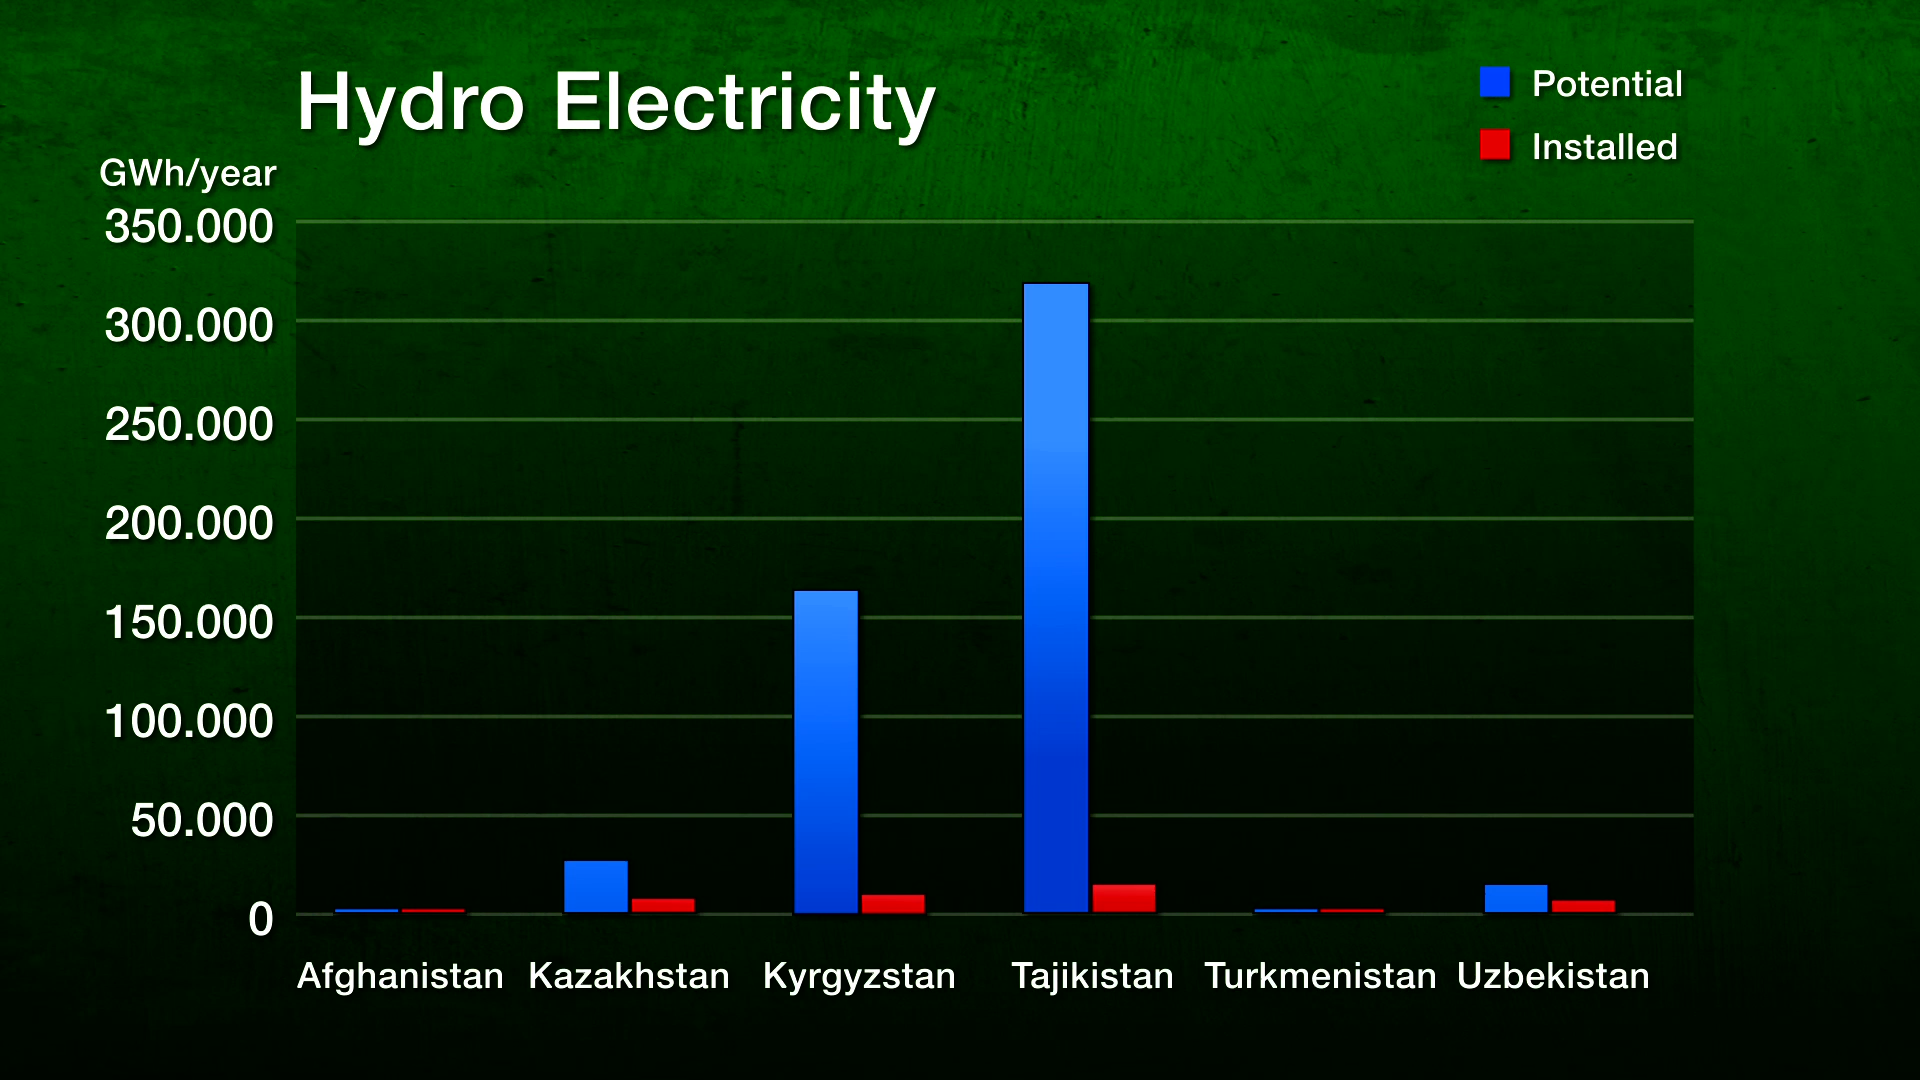 Hydro Electricity
Potential
Installed
GWh/year
350.000
300.000
250.000
200.000
150.000
100.000
50.000
0
Afghanistan Kazakhstan Kyrgyzstan Tajikistan Turkmenistan Uzbekistan